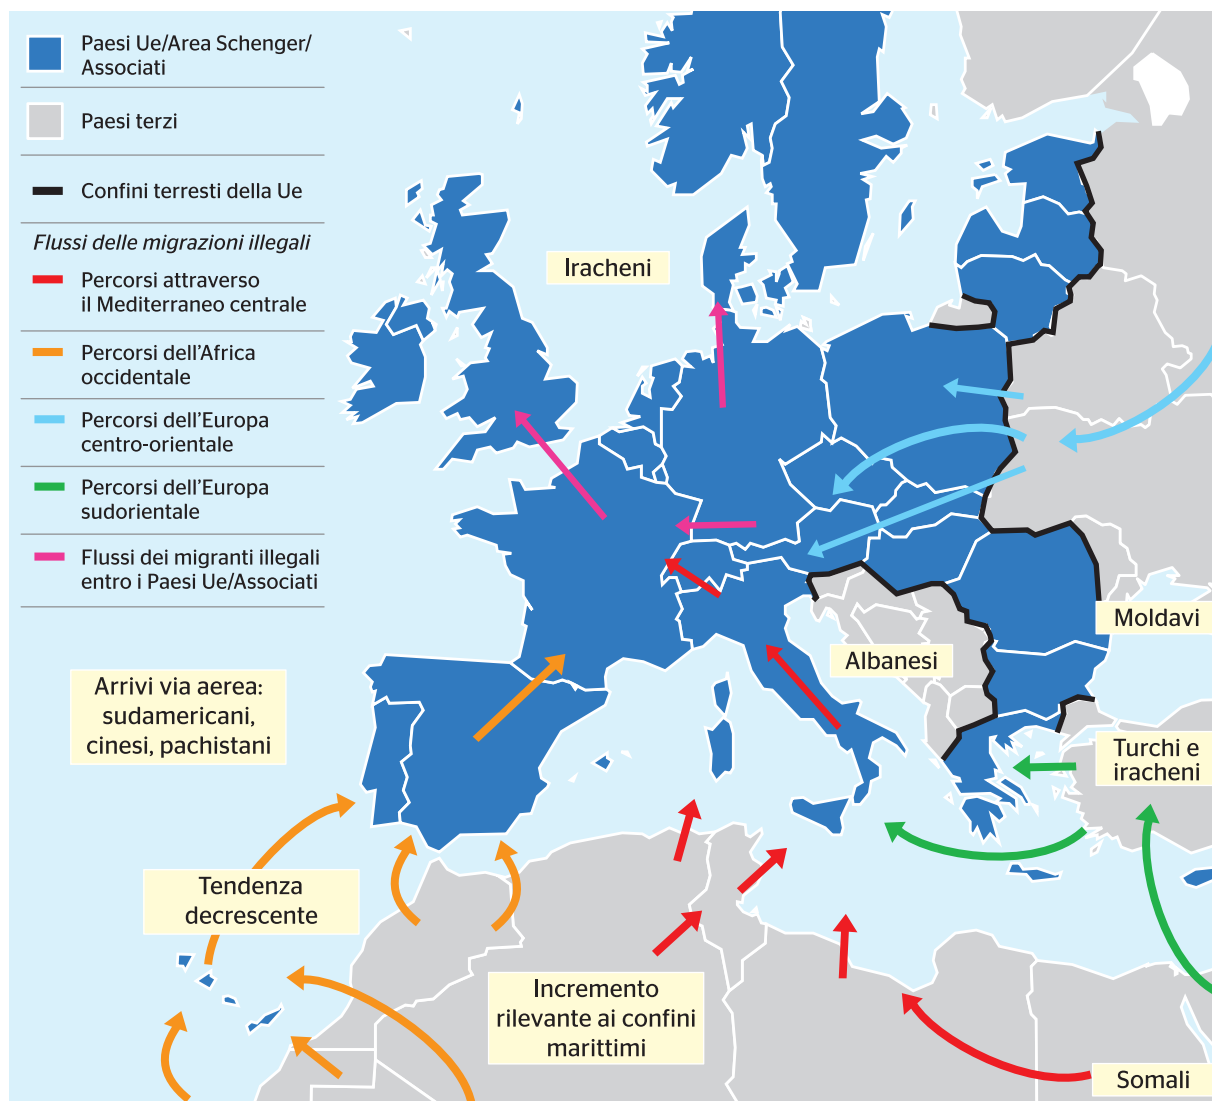 Paesi Ue/Area Schenger/
Associati
Paesi terzi
Confini terresti della Ue
Flussi delle migrazioni illegali
Percorsi attraverso
il Mediterraneo centrale
Percorsi dell'Africa
occidentale
Percorsi dell'Europa
centro-orientale
Percorsi dell'Europa
sudorientale
Flussi dei migranti illegali
entro i Paesi Ue/Associati
Iracheni
Moldavi
Albanesi
Arrivi via aerea:
sudamericani,
cinesi, pachistani
Turchi e
iracheni
Tendenza
decrescente
Incremento
rilevante ai confini
marittimi
Somali